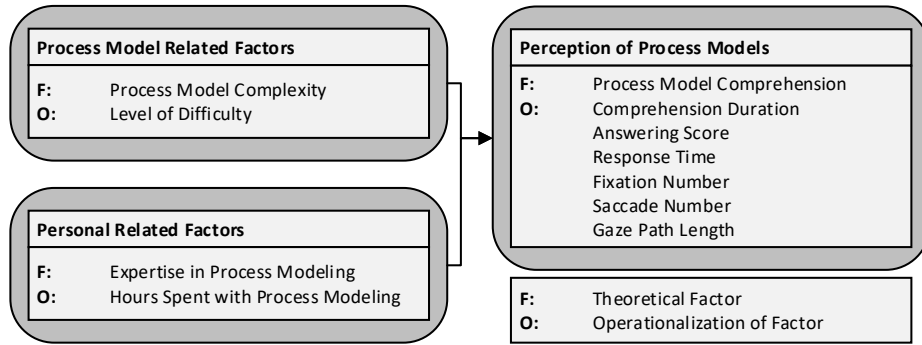 Process Model Related Factors
F: Process Model Complexity
O: Level of Difficulty
Personal Related Factors
F: Expertise in Process Modeling
O: Hours Spent with Process Modeling
Perception of Process Models
F: Process Model Comprehension
O: Comprehension Duration
Answering Score
Response Time
Fixation Number
Saccade Number
Gaze Path Length
F: Theoretical Factor
O: Operationalization of Factor